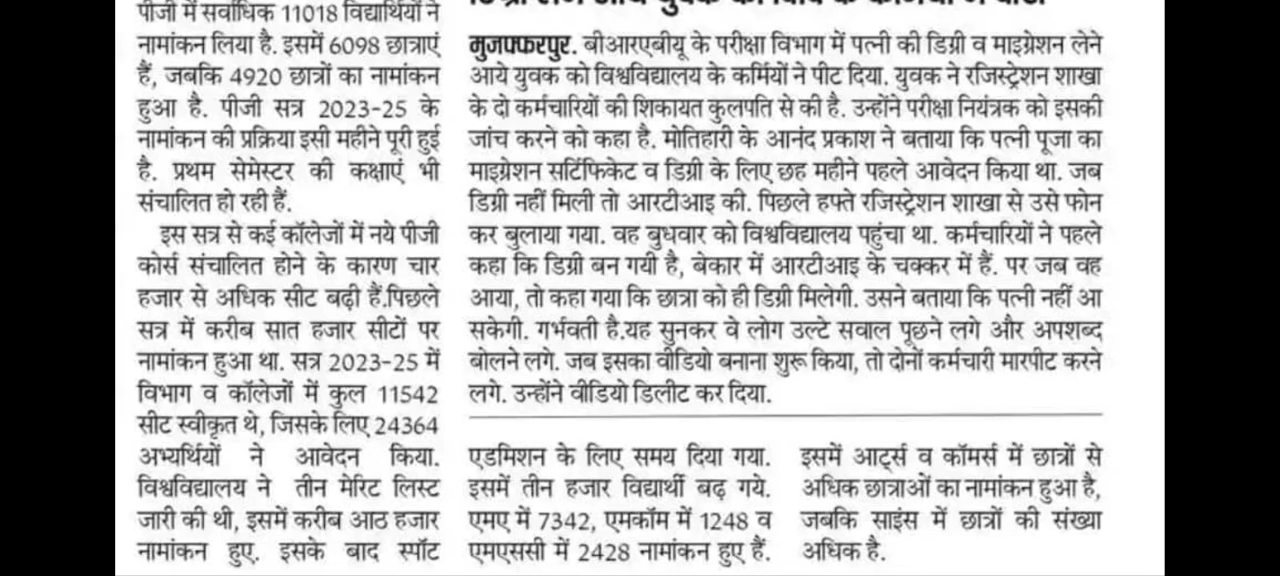 पीजी में सर्वाधिक 11018 विद्यार्थियों ने
नामांकन लिया है. इसमें 6098 छात्राएं
हैं, जबकि 4920 छात्रों का नामांकन
हुआ है. पीजी सत्र 2023-25 के
नामांकन की प्रक्रिया इसी महीने पूरी हुई
है. प्रथम सेमेस्टर की कक्षाएं भी
संचालित हो रही हैं.
इस सत्र से कई कॉलेजों में नये पीजी
कोर्स संचालित होने के कारण चार
हजार से अधिक सीट बढ़ी हैं.पिछले
सत्र में करीब सात हजार सीटों पर
नामांकन हुआ था. सत्र 2023-25 में
विभाग व कॉलेजों में कुल 11542
सीट स्वीकृत थे, जिसके लिए 24364
अभ्यर्थियों ने आवेदन किया.
विश्वविद्यालय ने तीन मेरिट लिस्ट
जारी की थी, इसमें करीब आठ हजार
नामांकन हुए. इसके बाद स्पॉट
एडमिशन के लिए समय दिया गया.
इसमें तीन हजार विद्यार्थी बढ़ गये.
एमए में 7342, एमकॉम में 1248 व
एमएससी में 2428 नामांकन हुए हैं.
इसमें आर्ट्स व कॉमर्स में छात्रों से
अधिक छात्राओं का नामांकन हुआ है,
जबकि साइंस में छात्रों की संख्या
अधिक है.
मुजफ्फरपुर. बीआरएबीयू के परीक्षा विभाग में पत्नी की डिग्री व माइग्रेशन लेने
आये युवक को विश्वविद्यालय के कर्मियों ने पीट दिया. युवक ने रजिस्ट्रेशन शाखा
के दो कर्मचारियों की शिकायत कुलपति से की है. उन्होंने परीक्षा नियंत्रक को इसकी
जांच करने को कहा है. मोतिहारी के आनंद प्रकाश ने बताया कि पत्नी पूजा का
माइग्रेशन सर्टिफिकेट व डिग्री के लिए छह महीने पहले आवेदन किया था. जब
डिग्री नहीं मिली तो आरटीआइ की. पिछले हफ्ते रजिस्ट्रेशन शाखा से उसे फोन
कर बुलाया गया. वह बुधवार को विश्वविद्यालय पहुंचा था. कर्मचारियों ने पहले
कहा कि डिग्री बन गयी है, बेकार में आरटीआइ के चक्कर में हैं. पर जब वह
आया, तो कहा गया कि छात्रा को ही डिग्री मिलेगी. उसने बताया कि पत्नी नहीं आ
सकेगी. गर्भवती है.यह सुनकर वे लोग उल्टे सवाल पूछने लगे और अपशब्द
बोलने लगे. जब इसका वीडियो बनाना शुरू किया, तो दोनों कर्मचारी मारपीट करने
लगे. उन्होंने वीडियो डिलीट कर दिया.